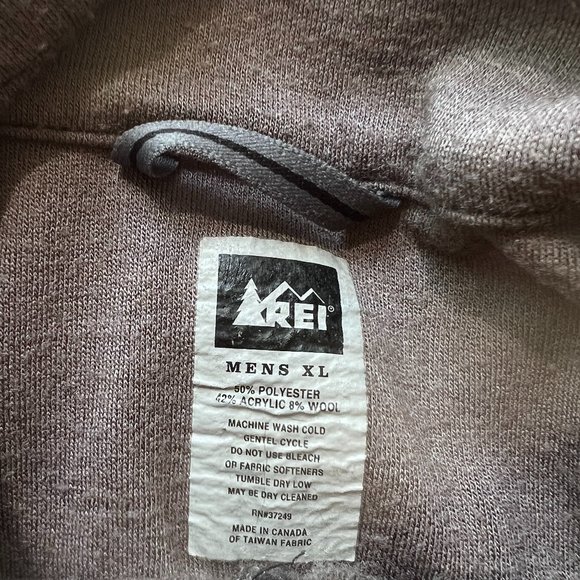 REI®
MENS XL
50% POLYESTER
42% ACRYLIC 8% WOOL
MACHINE WASH COLD
GENTEL CYCLE
DO NOT USE BLEACH
OR FABRIC SOFTENERS
TUMBLE DRY LOW
MAY BE DRY CLEANED
RN#37249
MADE IN CANADA
OF TAIWAN FABRIC